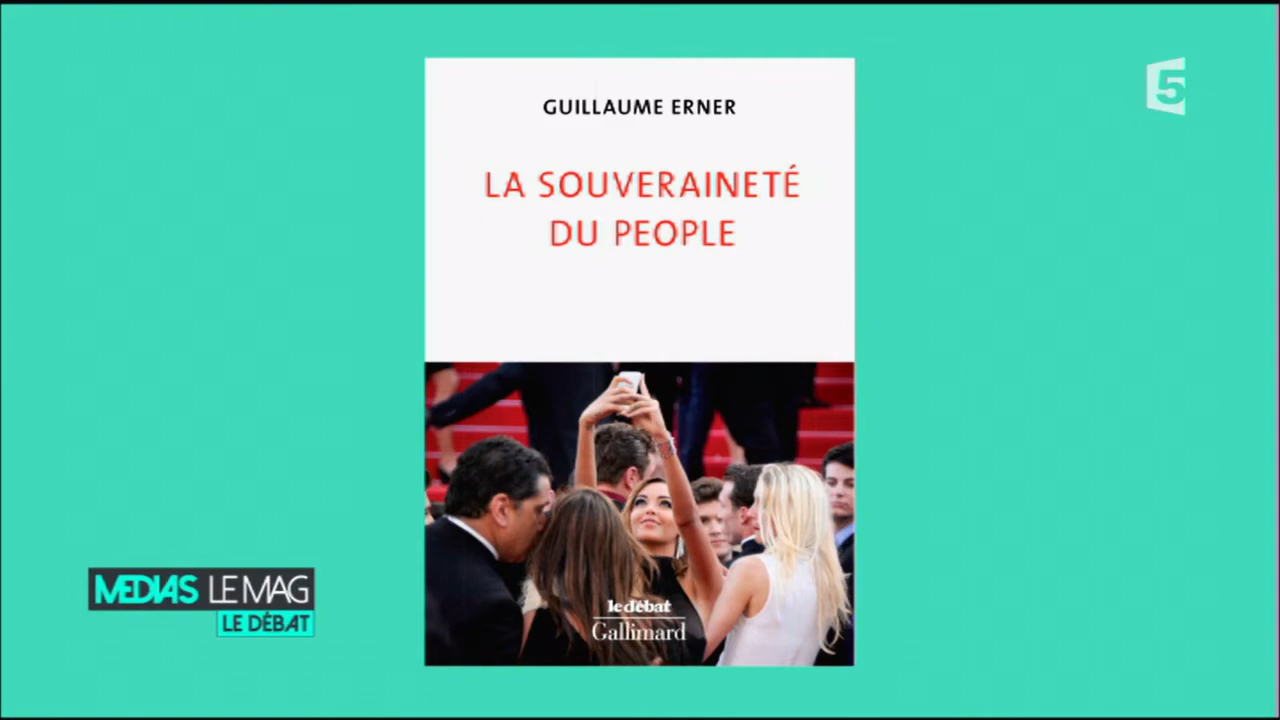 5
GUILLAUME ERNER
LA SOUVERAINETÉ
DU PEOPLE
MEDIAS LE MAG
LE DÉBAT
le débat
Gallimard